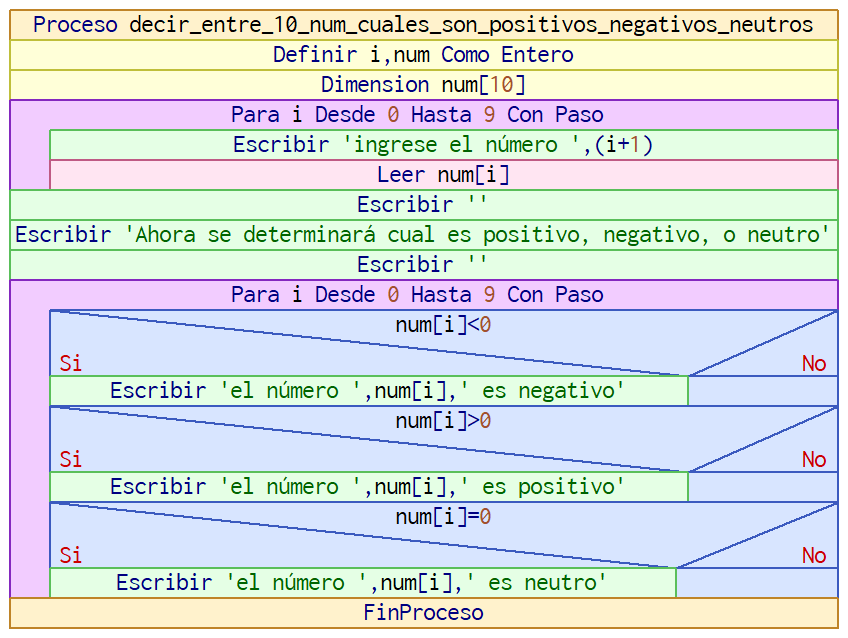 Proceso decir_entre_10_num_cuales_son_positivos_negativos_neutros
Definir i,num Como Entero
Dimension num[10]
Para i Desde 0 Hasta 9 Con Paso
Escribir 'ingrese el número ',(i+1)
Leer num[i]
Escribir ''
Escribir 'Ahora se determinará cual es positivo, negativo, o neutro'
Escribir ''
Para i Desde 0 Hasta 9 Con Paso
num[i]<0
Si No
Escribir 'el número ',num[i],' es negativo'
num[i]>0
Si No
Escribir 'el número ',num[i],' es positivo'
num[i]=0
Si No
Escribir 'el número ',num[i],' es neutro'
FinProceso